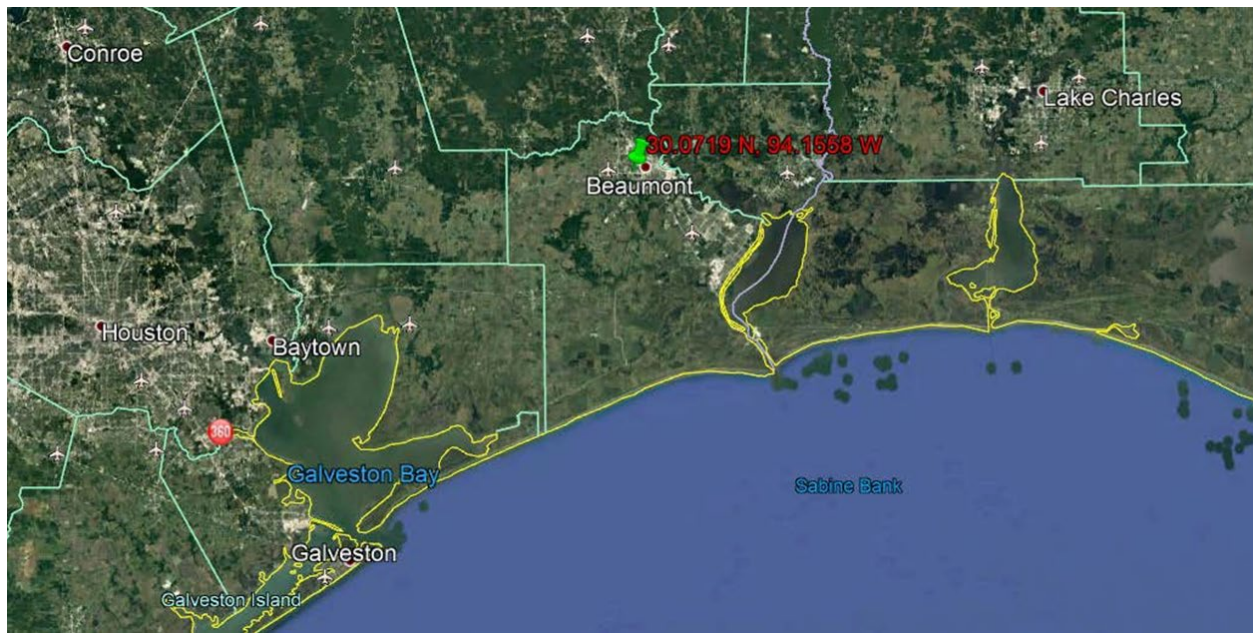 Conroe
Lake Charles
30.0719 N, 94.1558 W
Beaumont
Houston
Baytown
360
Galveston Bay
Sabine Bank
Galveston
Galveston Island